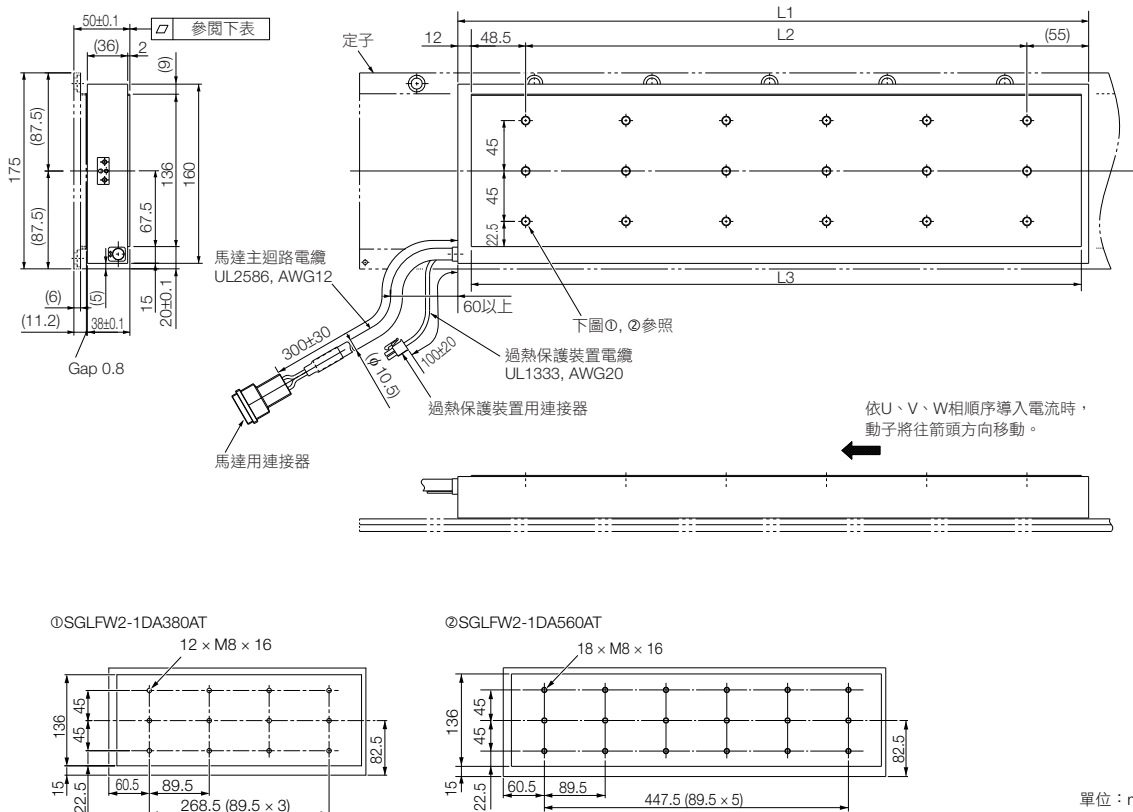 50±0.1
參閱下表
(36)
2
(9)
175
(87.5)
(87.5)
136
160
67.5
15
20±0.1
(6)
(5)
(11.2)
38±0.1
Gap 0.8
L1
L2
12
48.5
(55)
定子
45
45
22.5
L3
60以上
馬達主迴路電纜
UL2586, AWG12
300±30
(φ10.5)
100±20
下圖①, ②參照
過熱保護裝置電纜
UL1333, AWG20
過熱保護裝置用連接器
馬達用連接器
依U、V、W相順序導入電流時,
動子將往箭頭方向移動。
①SGLFW2-1DA380AT
12 × M8 × 16
136
45
45
15
22.5
60.5
89.5
82.5
268.5 (89.5 × 3)
②SGLFW2-1DA560AT
18 × M8 × 16
136
45
45
15
22.5
60.5
89.5
82.5
447.5 (89.5 × 5)
單位: